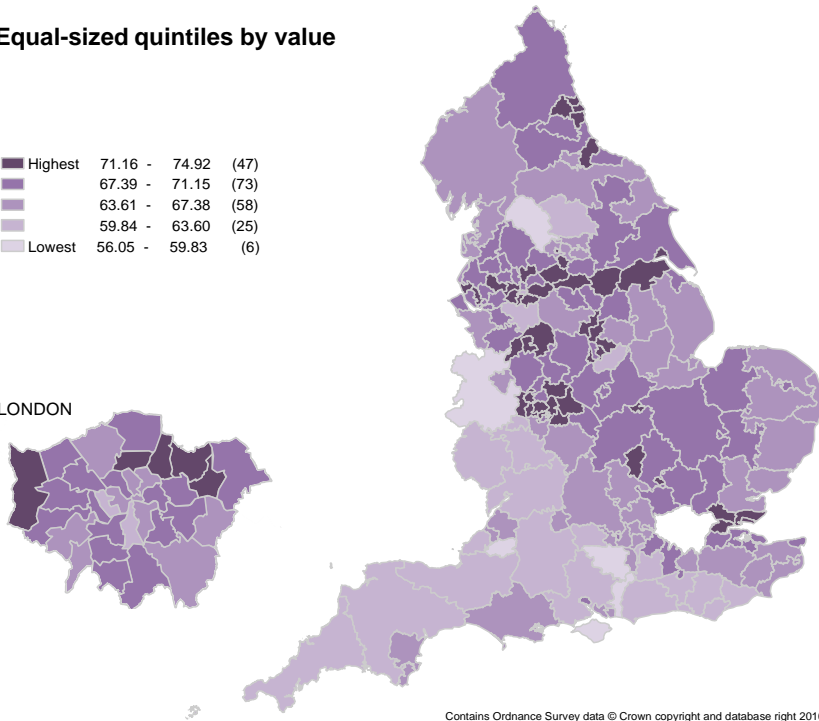 Equal-sized quintiles by value
Highest 71.16 - 74.92 (47)
67.39 - 71.15 (73)
63.61 - 67.38 (58)
59.84 - 63.60 (25)
Lowest 56.05 - 59.83 (6)
LONDON
Contains Ordnance Survey data © Crown copyright and database right 2016